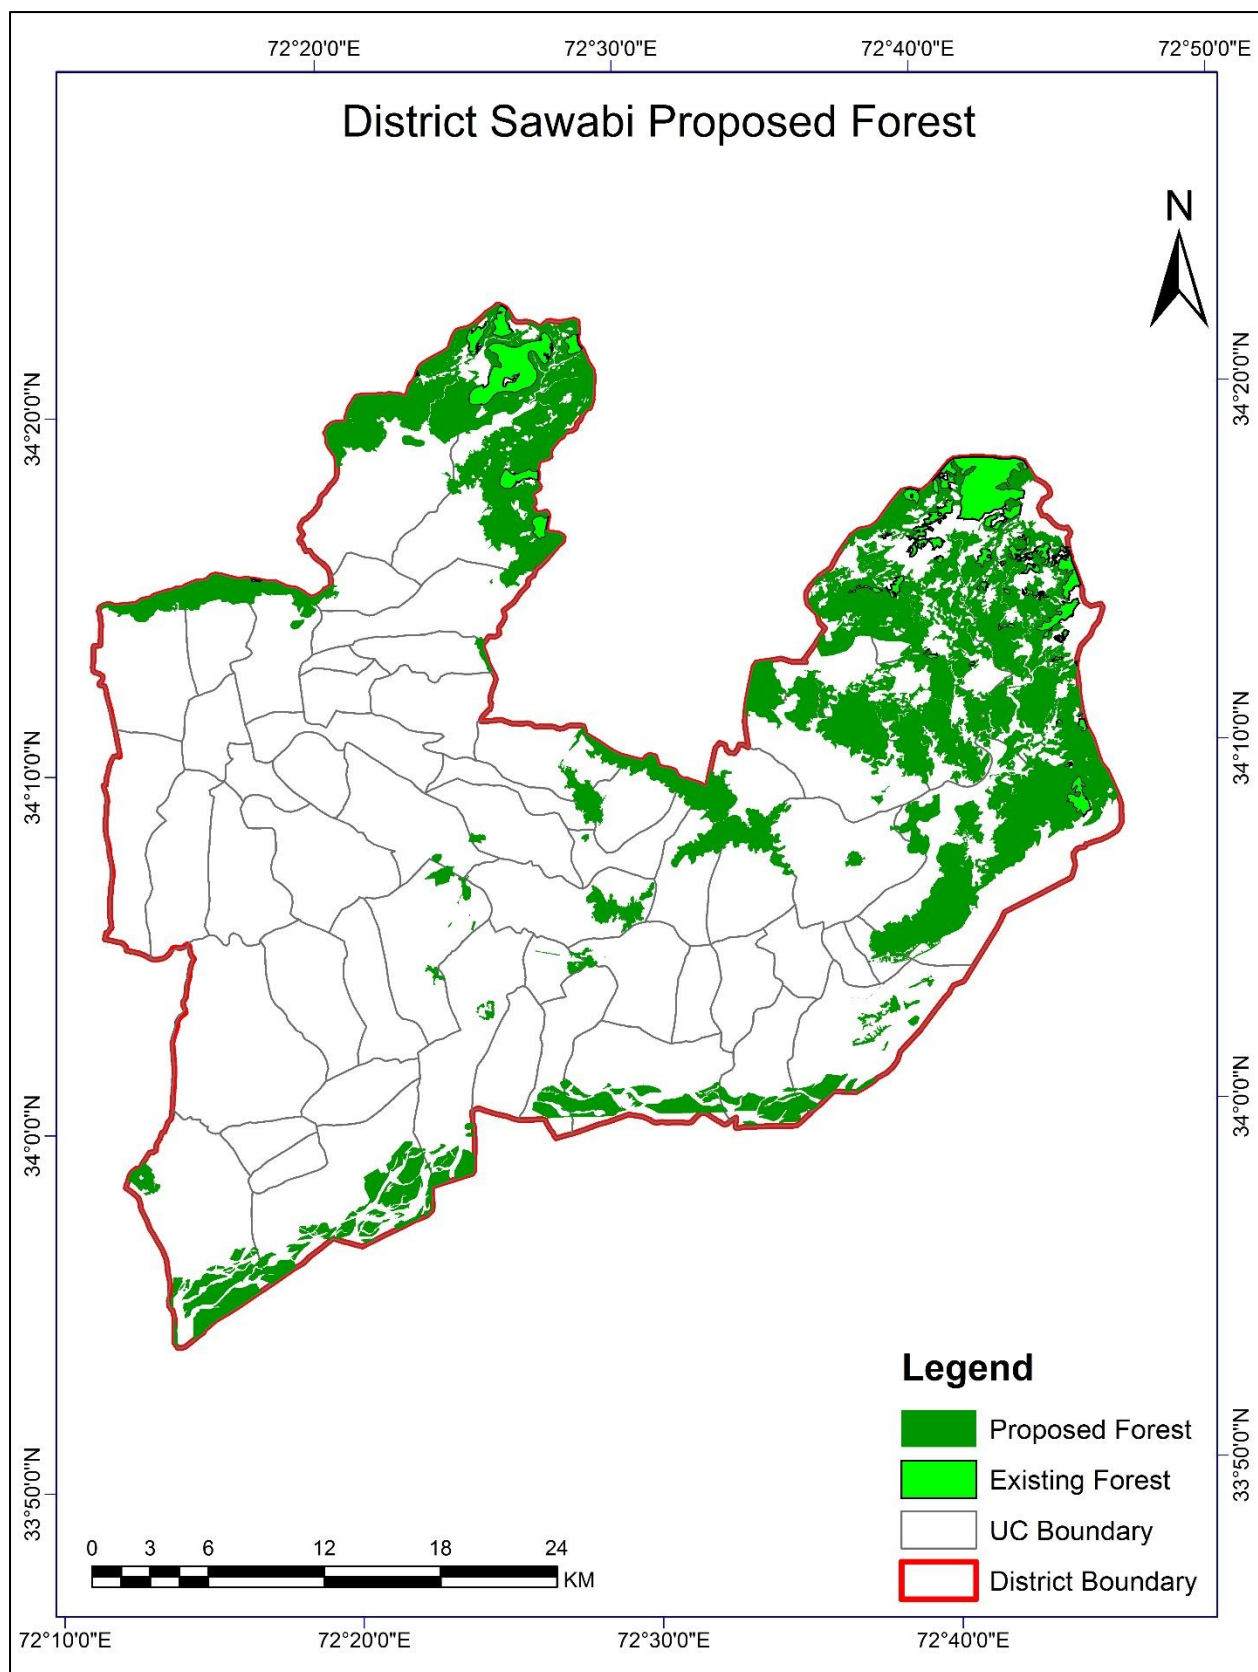 72°20'0"E 72°30'0"E 72°40'0"E 72°50'0"E
District Sawabi Proposed Forest
N
34°20'0"N
34°20'0"N
34°10'0"N
34°10'0"N
34°0'0"N
34°0'0"N
Legend
Proposed Forest
Existing Forest
UC Boundary
District Boundary
33°50'0"N
33°50'0"N
0 3 6 12 18 24
KM
72°10'0"E 72°20'0"E 72°30'0"E 72°40'0"E